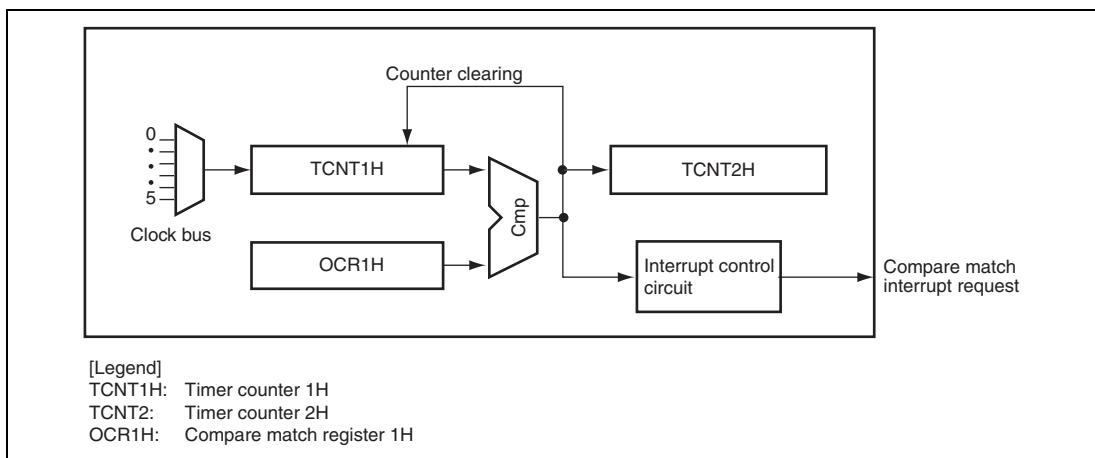 Counter clearing
0
TCNT1H
TCNT2H
5
Cmp
Clock bus
OCR1H
Interrupt control
circuit
Compare match
interrupt request
[Legend]
TCNT1H: Timer counter 1H
TCNT2: Timer counter 2H
OCR1H: Compare match register 1H